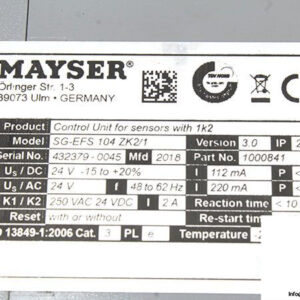 MAYSER®
Örlinger Str. 1-3
89073 Ulm • GERMANY
TÜV NORD
Product Control Unit for sensors with 1k2
Model SG-EFS 104 ZK2/1 Version 3.0 IP
Serial No. 432379 - 0045 Mfd 2018 Part No. 1000841
Us / DC 24 V -15 to +20% I 112 mA
Us / AC 24 V f 48 to 62 Hz I 220 mA
K1 / K2 250 VAC 24 VDC I 2 A Reaction time < 10
Reset with or without Re-start
13849-1:2006 Cat. 3 PL e Temperature